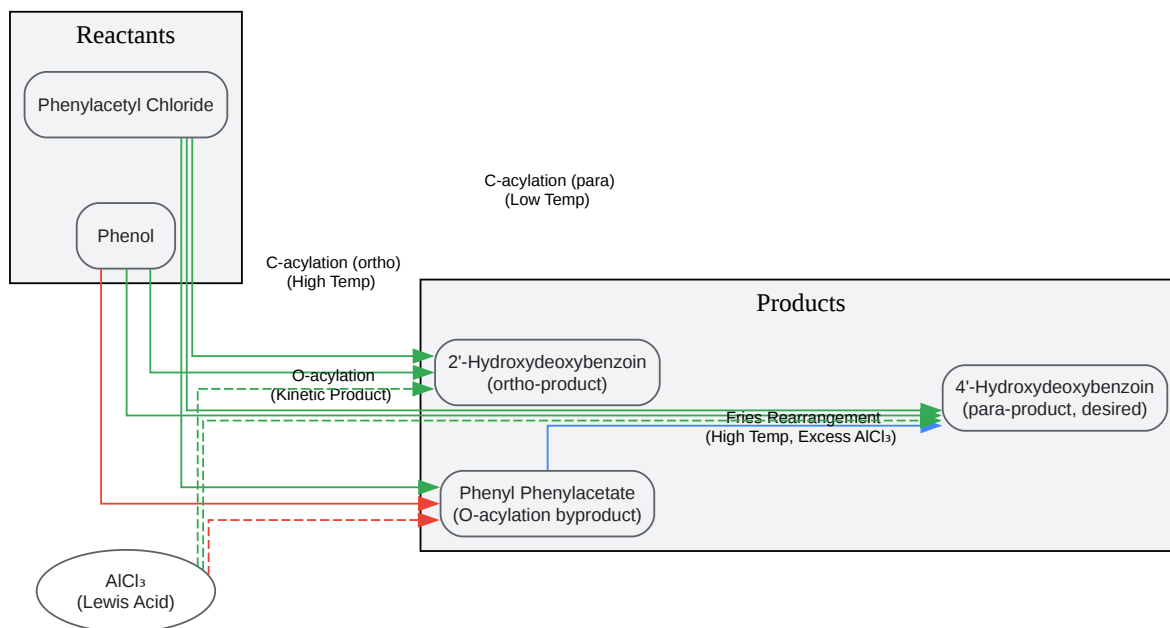 Reactants
Phenylacetyl Chloride
Phenol
C-acylation (para)
(Low Temp)
C-acylation (ortho)
(High Temp)
Products
2'-Hydroxydeoxybenzoin
(ortho-product)
O-acylation
(Kinetic Product)
4'-Hydroxydeoxybenzoin
(para-product, desired)
Fries Rearrangement
(High Temp, Excess AlCl₃)
Phenyl Phenylacetate
(O-acylation byproduct)
AlCl₃
(Lewis Acid)